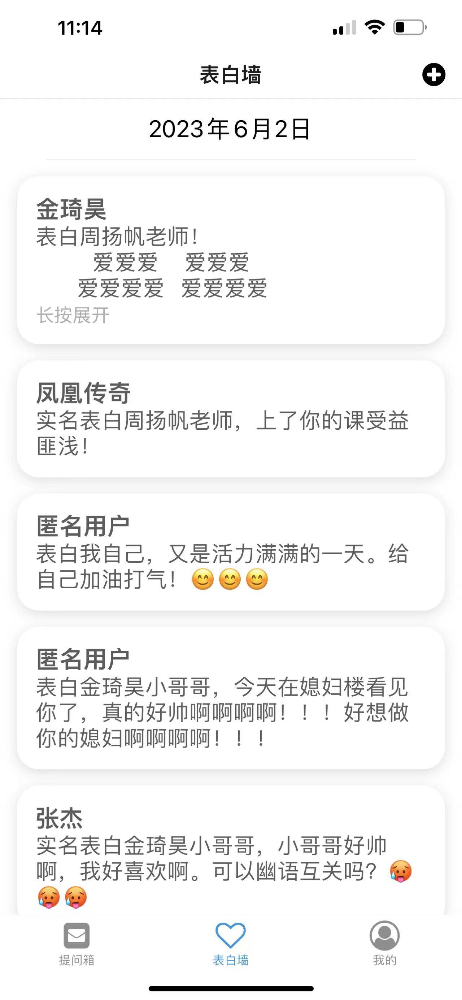 11:14
表白墙
2023年6月2日
金琦昊
表白周扬帆老师！
爱爱爱 爱爱爱
爱爱爱爱 爱爱爱爱
长按展开
凤凰传奇
实名表白周扬帆老师，上了你的课受益
匪浅！
匿名用户
表白我自己，又是活力满满的一天。给
自己加油打气！😊😊😊
匿名用户
表白金琦昊小哥哥，今天在媳妇楼看见
你了，真的好帅啊啊啊啊！！！好想做
你的媳妇啊啊啊啊！！！
张杰
实名表白金琦昊小哥哥，小哥哥好帅
啊，我好喜欢啊。可以幽语互关吗？🥵
🥵🥵
提问箱
表白墙
我的